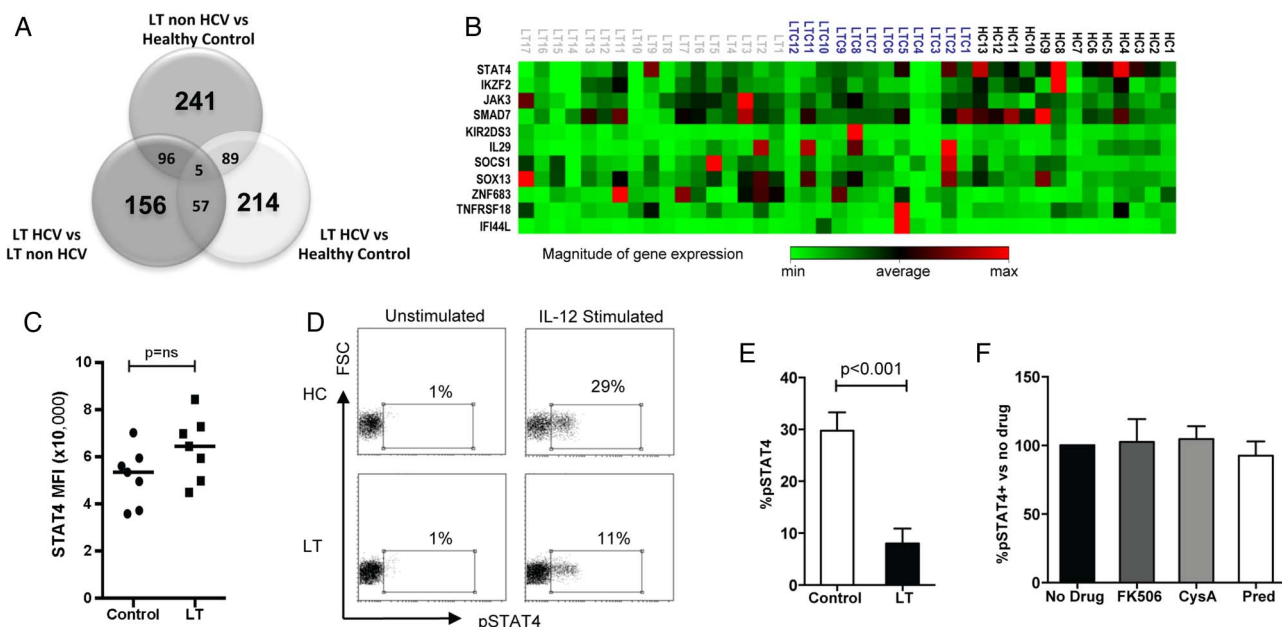 A
LT non HCV vs
Healthy Control
241
96
5
89
156
57
214
LT HCV vs
LT non HCV
LT HCV vs
Healthy Control
B
LT17
LT16
LT15
LT14
LT13
LT12
LT11
LT10
LT9
LT8
LT7
LT6
LT5
LT4
LT3
LT2
LT1
LTC12
LTC11
LTC10
LTC9
LTC8
LTC7
LTC6
LTC5
LTC4
LTC3
LTC2
LTC1
HC13
HC12
HC11
HC10
HC9
HC8
HC7
HC6
HC5
HC4
HC3
HC2
HC1
STAT4
IKZF2
JAK3
SMAD7
KIR2DS3
IL29
SOCS1
SOX13
ZNF683
TNFRSF18
IFI44L
Magnitude of gene expression
min
average
max
C
p=ns
STAT4 MFI (x10,000)
10
8
6
4
2
0
Control
LT
D
Unstimulated
IL-12 Stimulated
FSC
HC
1%
29%
LT
1%
11%
pSTAT4
E
p<0.001
%pSTAT4
40
30
20
10
0
Control
LT
F
%pSTAT4+ vs no drug
150
100
50
0
No Drug
FK506
CysA
Pred